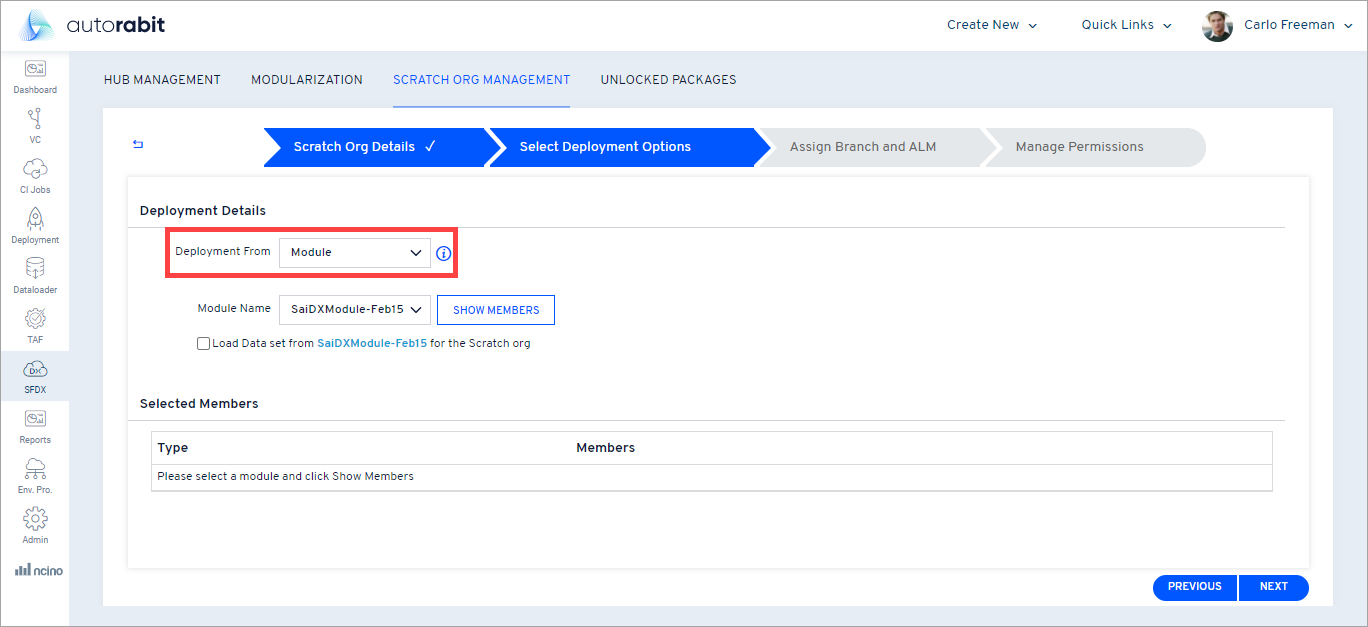 autorabit
Create New
Quick Links
Carlo Freeman
Dashboard
VC
CI Jobs
Deployment
Dataloader
TAF
DX
SFDX
Reports
Env. Pro.
Admin
ncino
HUB MANAGEMENT
MODULARIZATION
SCRATCH ORG MANAGEMENT
UNLOCKED PACKAGES
Scratch Org Details ✓
Select Deployment Options
Assign Branch and ALM
Manage Permissions
Deployment Details
Deployment From
Module
Module Name
SaiDXModule-Feb15
SHOW MEMBERS
Load Data set from SaiDXModule-Feb15 for the Scratch org
Selected Members
Type
Members
Please select a module and click Show Members
PREVIOUS
NEXT